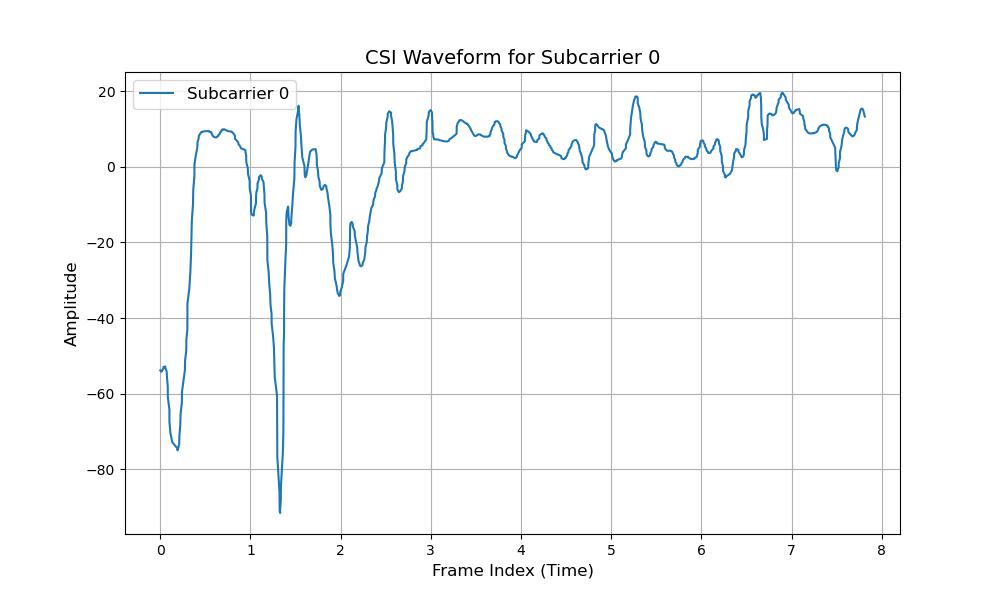 CSI Waveform for Subcarrier 0
Subcarrier 0
20
0
−20
−40
−60
−80
Amplitude
0 1 2 3 4 5 6 7 8
Frame Index (Time)